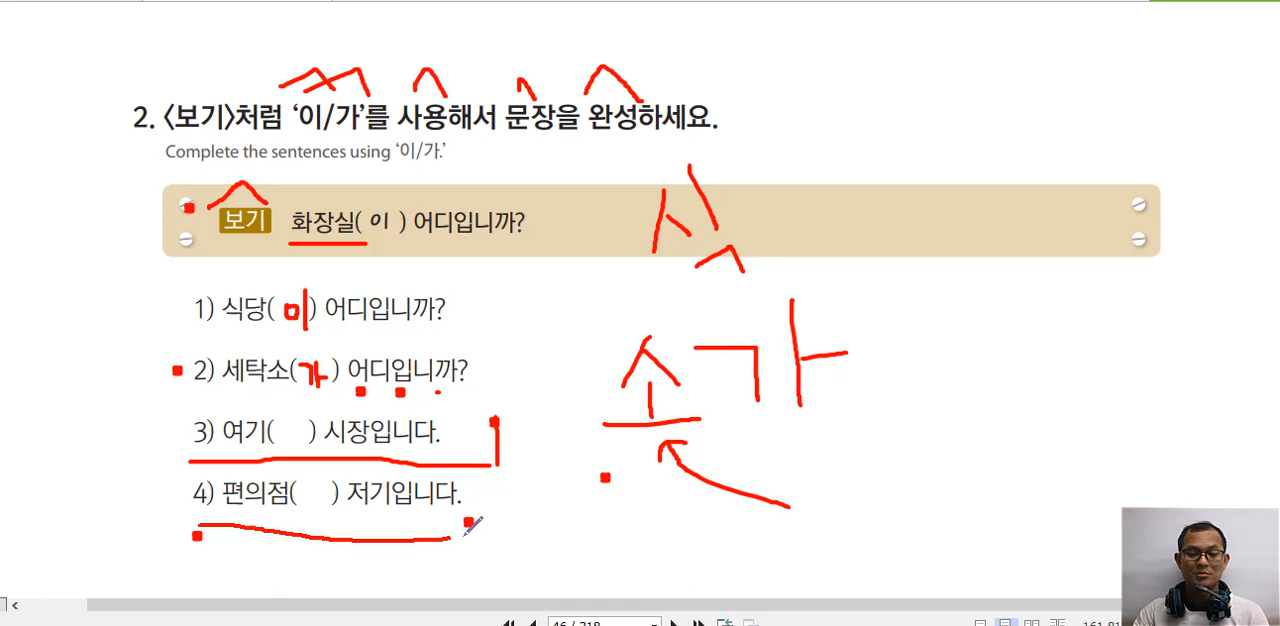 2. 〈보기〉처럼 ‘이/가’를 사용해서 문장을 완성하세요.
Complete the sentences using ‘이/가.’
보기 화장실( 이 ) 어디입니까?
1) 식당( 이 ) 어디입니까?
2) 세탁소( 가 ) 어디입니까?
3) 여기( ) 시장입니다.
4) 편의점( ) 저기입니다.
소 가
46 / 218